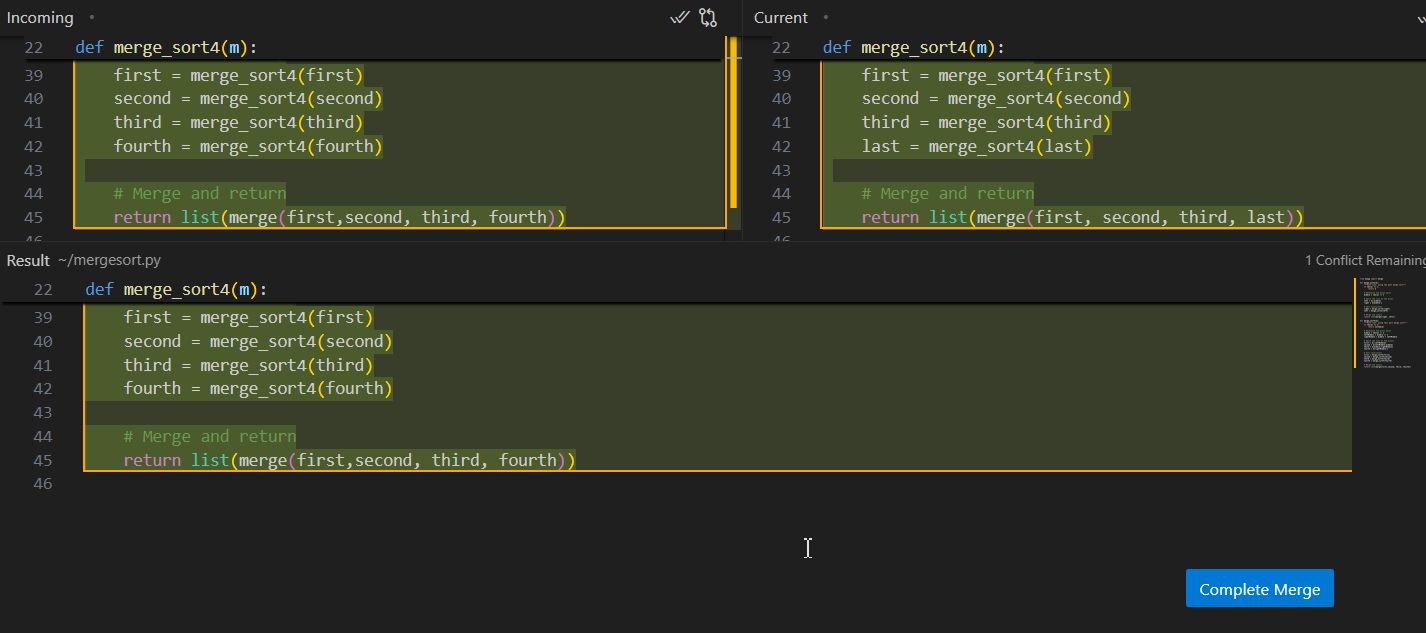 Incoming •
22 def merge_sort4(m):
39 first = merge_sort4(first)
40 second = merge_sort4(second)
41 third = merge_sort4(third)
42 fourth = merge_sort4(fourth)
43
44 # Merge and return
45 return list(merge(first,second, third, fourth))
46
Current •
22 def merge_sort4(m):
39 first = merge_sort4(first)
40 second = merge_sort4(second)
41 third = merge_sort4(third)
42 last = merge_sort4(last)
43
44 # Merge and return
45 return list(merge(first, second, third, last))
46
Result ~/mergesort.py
1 Conflict Remaining
22 def merge_sort4(m):
39 first = merge_sort4(first)
40 second = merge_sort4(second)
41 third = merge_sort4(third)
42 fourth = merge_sort4(fourth)
43
44 # Merge and return
45 return list(merge(first,second, third, fourth))
46
Complete Merge